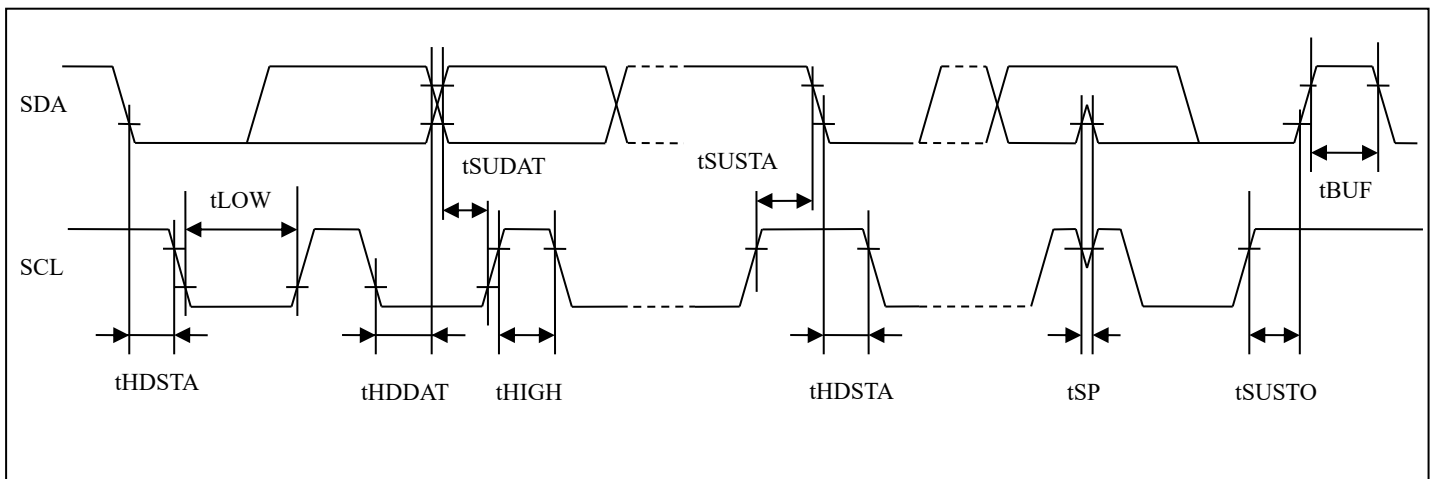 SDA
tSUDAT
tSUSTA
tBUF
tLOW
SCL
tHDSTA
tHDDAT
tHIGH
tHDSTA
tSP
tSUSTO